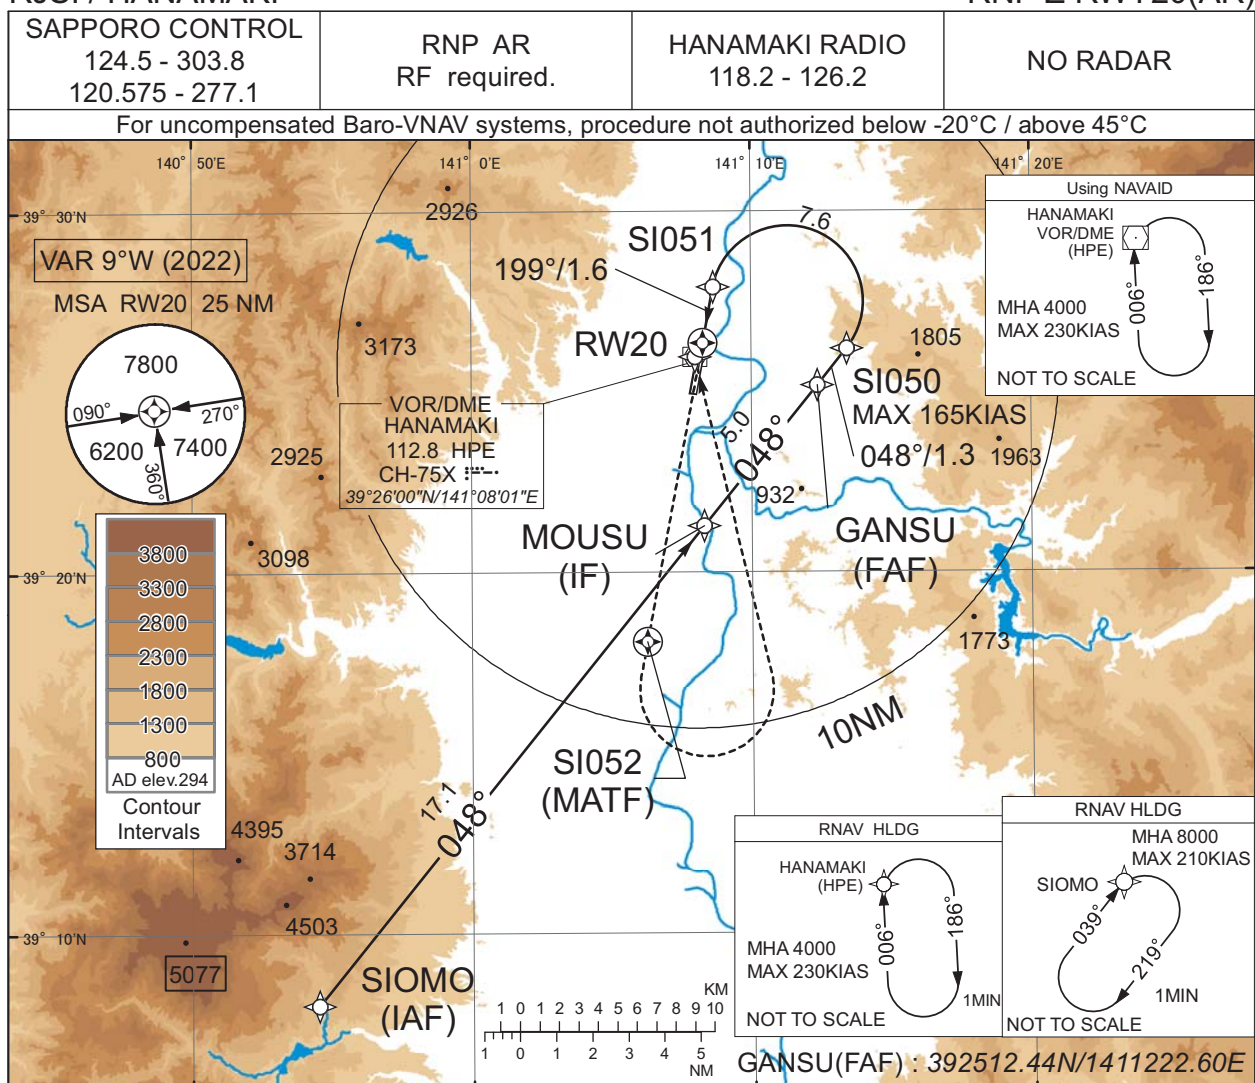 SAPPORO CONTROL
124.5 - 303.8
120.575 - 277.1
RNP AR
RF required.
HANAMAKI RADIO
118.2 - 126.2
NO RADAR
For uncompensated Baro-VNAV systems, procedure not authorized below -20°C / above 45°C
140° 50'E
141° 0'E
141° 10'E
141° 20'E
39° 30'N
39° 20'N
39° 10'N
VAR 9°W (2022)
MSA RW20 25 NM
7800
090°
270°
6200
7400
360°
3800
3300
2800
2300
1800
1300
800
AD elev.294
Contour
Intervals
2926
3173
2925
3098
4395
3714
4503
5077
1805
1963
932
1773
SI051
7.6
199°/1.6
RW20
VOR/DME
HANAMAKI
112.8 HPE
CH-75X
39°26'00"N/141°08'01"E
SI050
MAX 165KIAS
048°/1.3
5.0
048°
MOUSU
(IF)
GANSU
(FAF)
10NM
SI052
(MATF)
17.1
048°
SIOMO
(IAF)
Using NAVAID
HANAMAKI
VOR/DME
(HPE)
006°
186°
MHA 4000
MAX 230KIAS
NOT TO SCALE
RNAV HLDG
HANAMAKI
(HPE)
006°
186°
MHA 4000
MAX 230KIAS
1MIN
NOT TO SCALE
RNAV HLDG
MHA 8000
MAX 210KIAS
SIOMO
039°
219°
1MIN
NOT TO SCALE
KM
1 0 1 2 3 4 5 6 7 8 9 10
1 0 1 2 3 4 5
NM
GANSU(FAF) : 392512.44N/1411222.60E